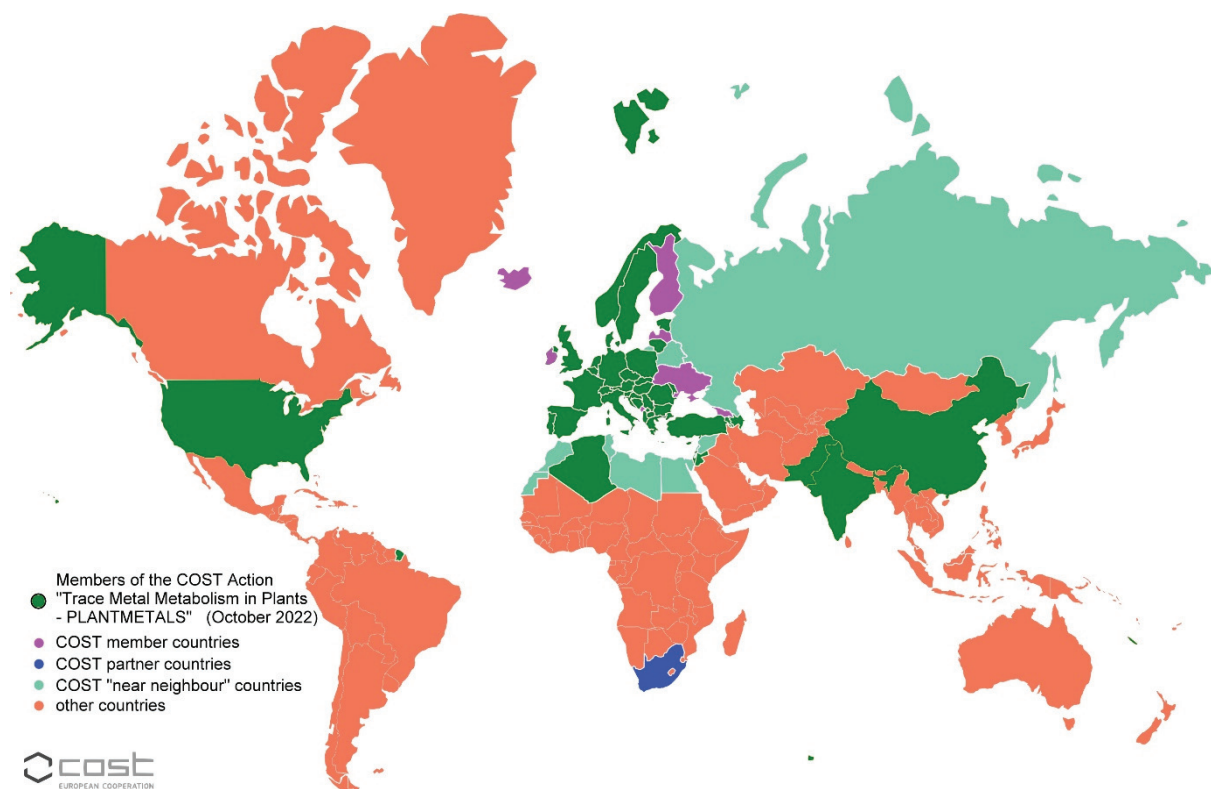 Members of the COST Action
"Trace Metal Metabolism in Plants
- PLANTMETALS" (October 2022)
COST member countries
COST partner countries
COST "near neighbour" countries
other countries
cost
EUROPEAN COOPERATION